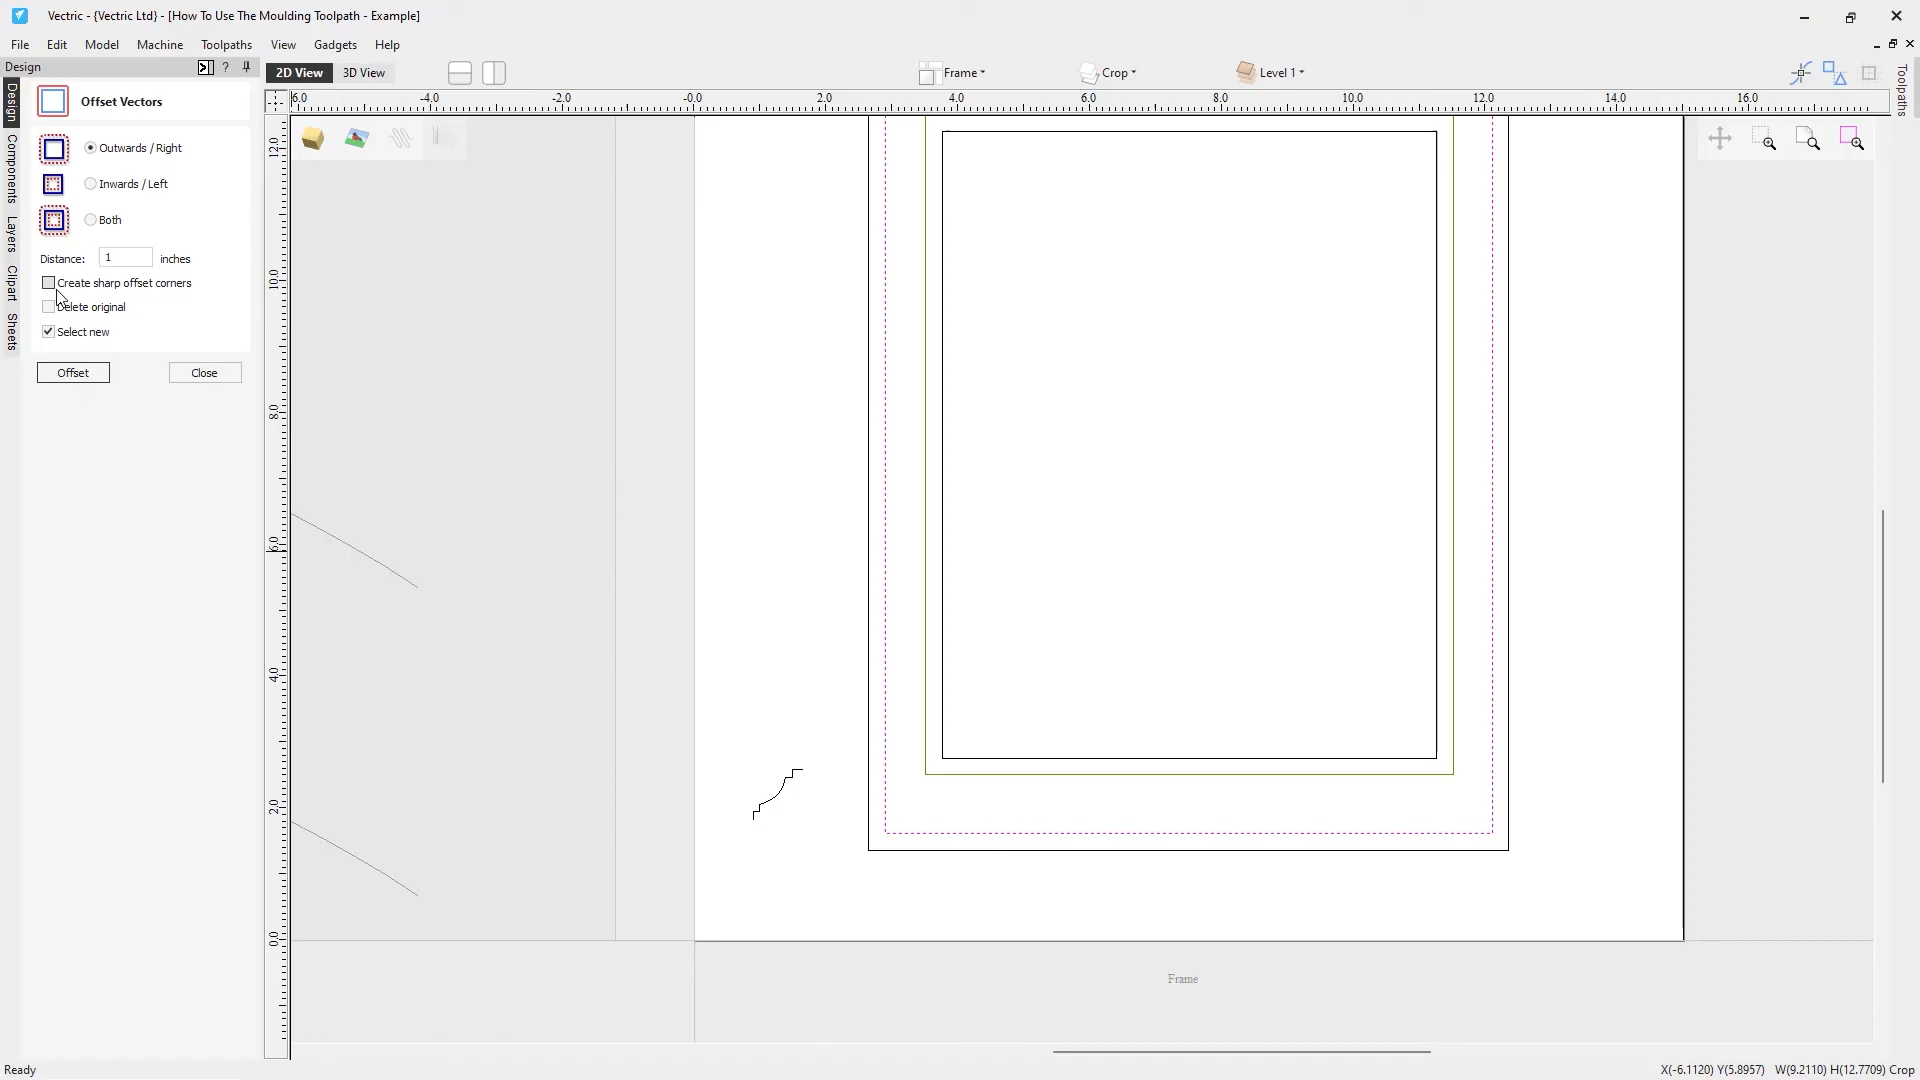 Vectric - {Vectric Ltd} - [How To Use The Moulding Toolpath - Example]
File Edit Model Machine Toolpaths View Gadgets Help
Design
2D View 3D View Frame Crop Level 1
Toolpaths
Design
Components
Layers
Clipart
Sheets
Offset Vectors
Outwards / Right
Inwards / Left
Both
Distance: 1 inches
Create sharp offset corners
Delete original
Select new
Offset Close
6.0 -4.0 -2.0 -0.0 2.0 4.0 6.0 8.0 10.0 12.0 14.0 16.0
12.0
10.0
8.0
6.0
4.0
2.0
0.0
Frame
Ready
X(-6.1120) Y(5.8957) W(9.2110) H(12.7709) Crop